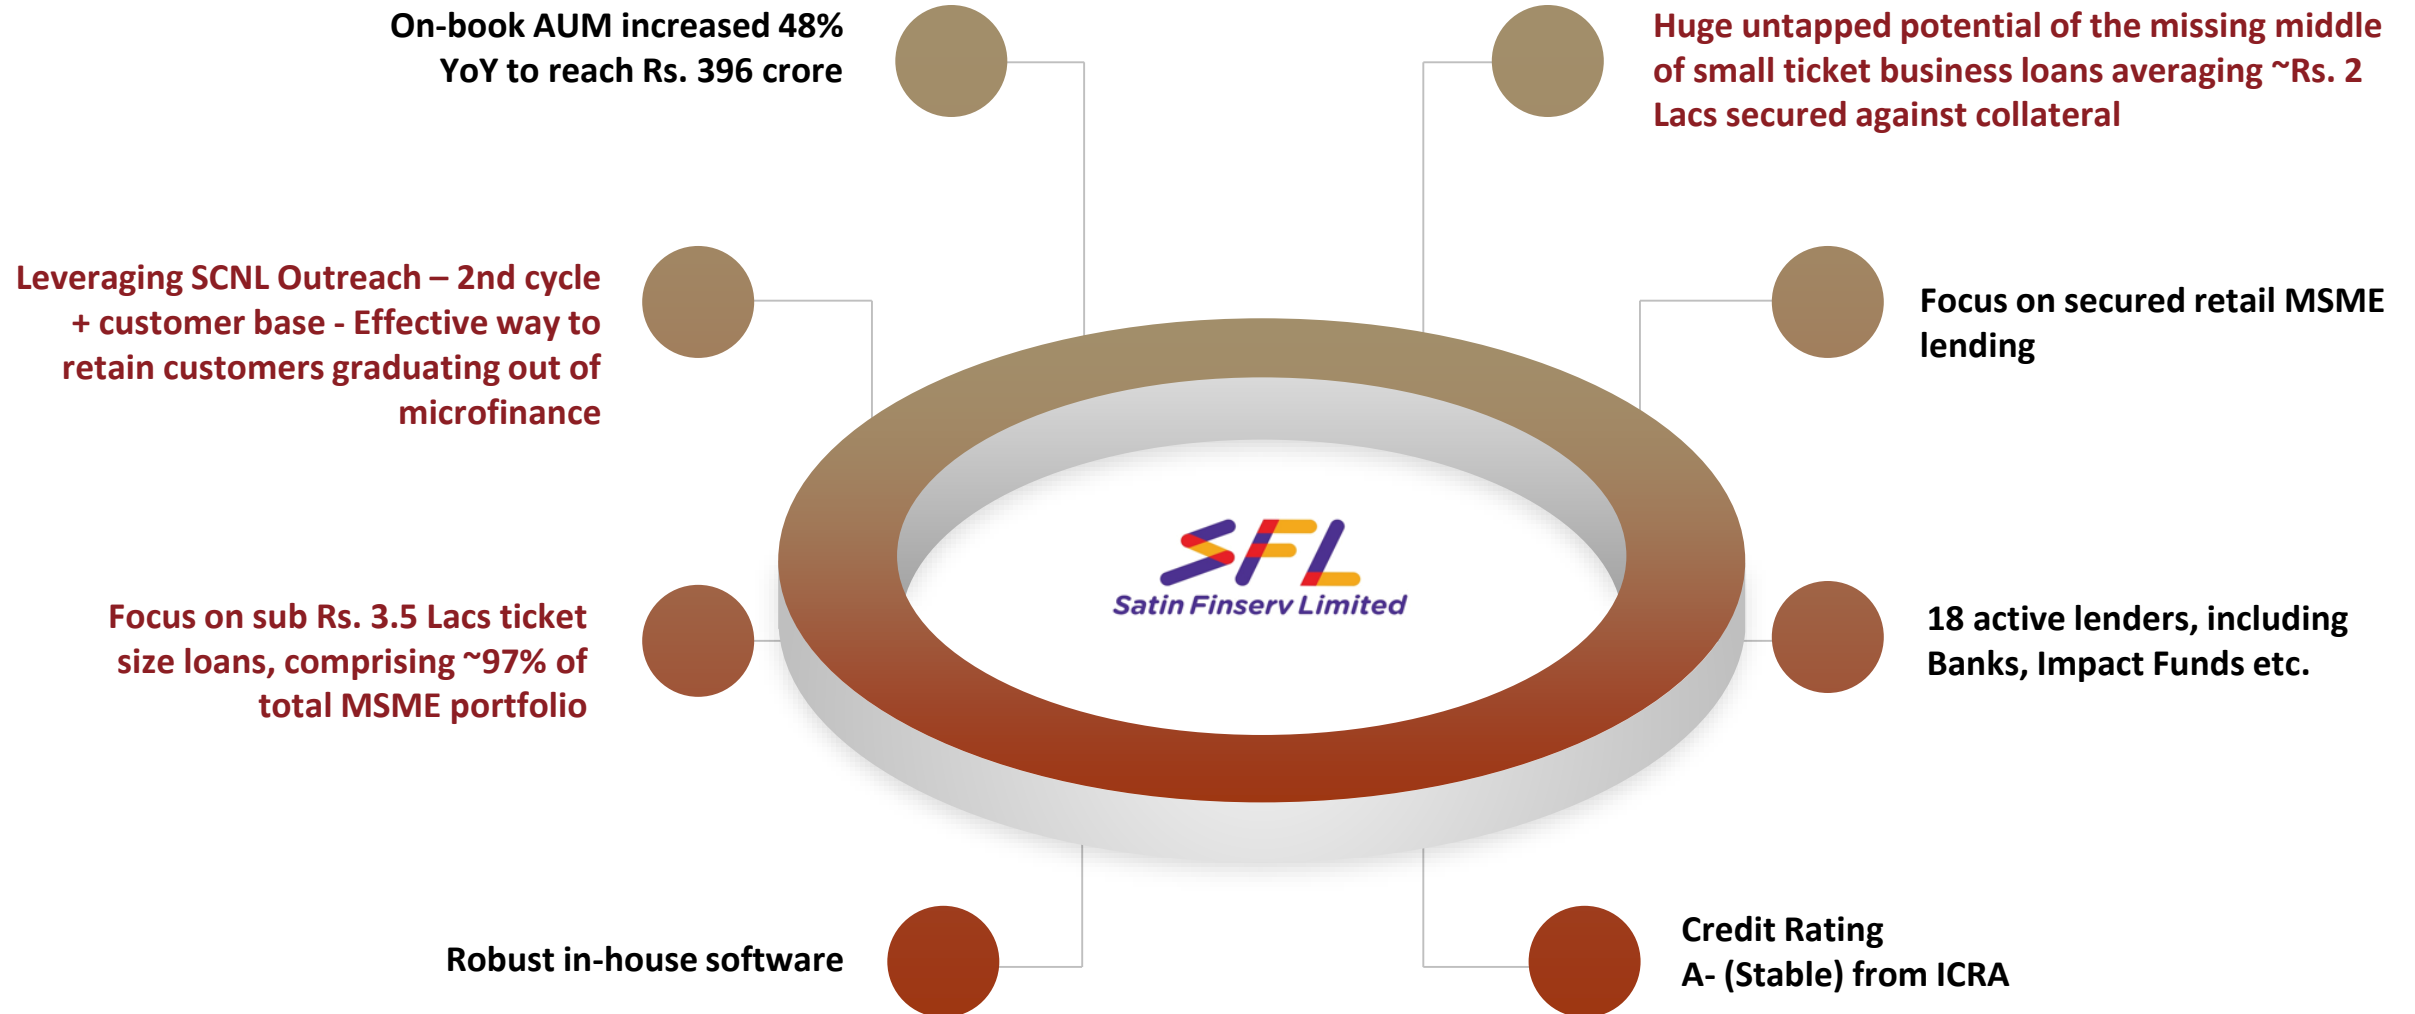 On-book AUM increased 48%
YoY to reach Rs. 396 crore
Huge untapped potential of the missing middle
of small ticket business loans averaging ~Rs. 2
Lacs secured against collateral
Leveraging SCNL Outreach – 2nd cycle
+ customer base - Effective way to
retain customers graduating out of
microfinance
Focus on secured retail MSME
lending
SFL
Satin Finserv Limited
Focus on sub Rs. 3.5 Lacs ticket
size loans, comprising ~97% of
total MSME portfolio
18 active lenders, including
Banks, Impact Funds etc.
Robust in-house software
Credit Rating
A- (Stable) from ICRA